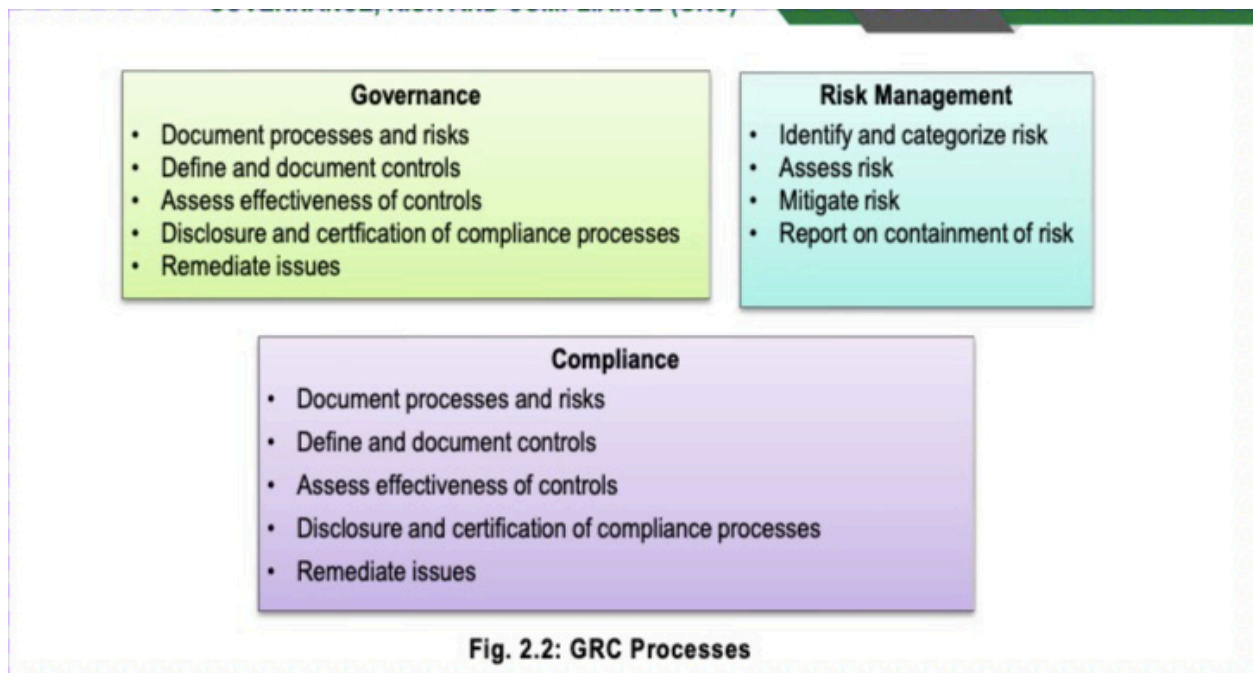 Governance
• Document processes and risks
• Define and document controls
• Assess effectiveness of controls
• Disclosure and certfication of compliance processes
• Remediate issues
Risk Management
• Identify and categorize risk
• Assess risk
• Mitigate risk
• Report on containment of risk
Compliance
• Document processes and risks
• Define and document controls
• Assess effectiveness of controls
• Disclosure and certification of compliance processes
• Remediate issues
Fig. 2.2: GRC Processes